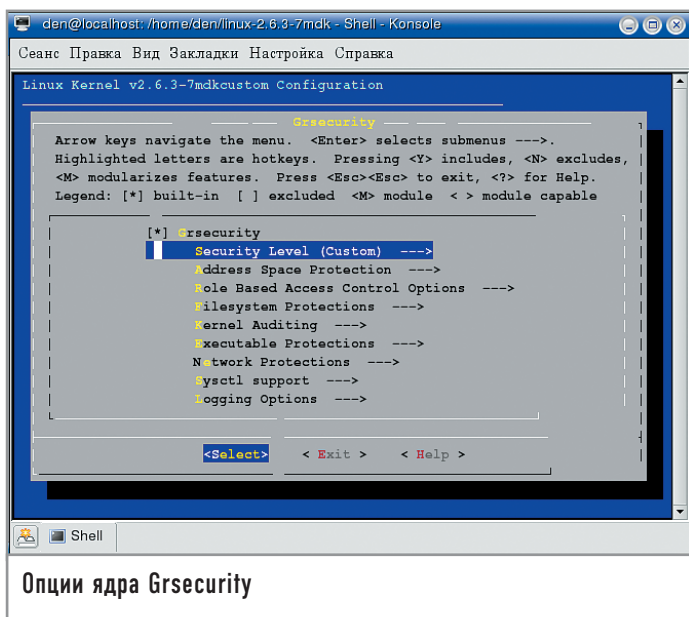 den@localhost: /home/den/linux-2.6.3-7mdk - Shell - Konsole
Сеанс Правка Вид Закладки Настройка Справка
Linux Kernel v2.6.3-7mdkcustom Configuration
Grsecurity
Arrow keys navigate the menu. <Enter> selects submenus --->.
Highlighted letters are hotkeys. Pressing <Y> includes, <N> excludes,
<M> modularizes features. Press <Esc><Esc> to exit, <?> for Help.
Legend: [*] built-in [ ] excluded <M> module < > module capable
[*] Grsecurity
Security Level (Custom) --->
Address Space Protection --->
Role Based Access Control Options --->
Filesystem Protections --->
Kernel Auditing --->
Executable Protections --->
Network Protections --->
Sysctl support --->
Logging Options --->
<Select> < Exit > < Help >
Shell
Опции ядра Grsecurity